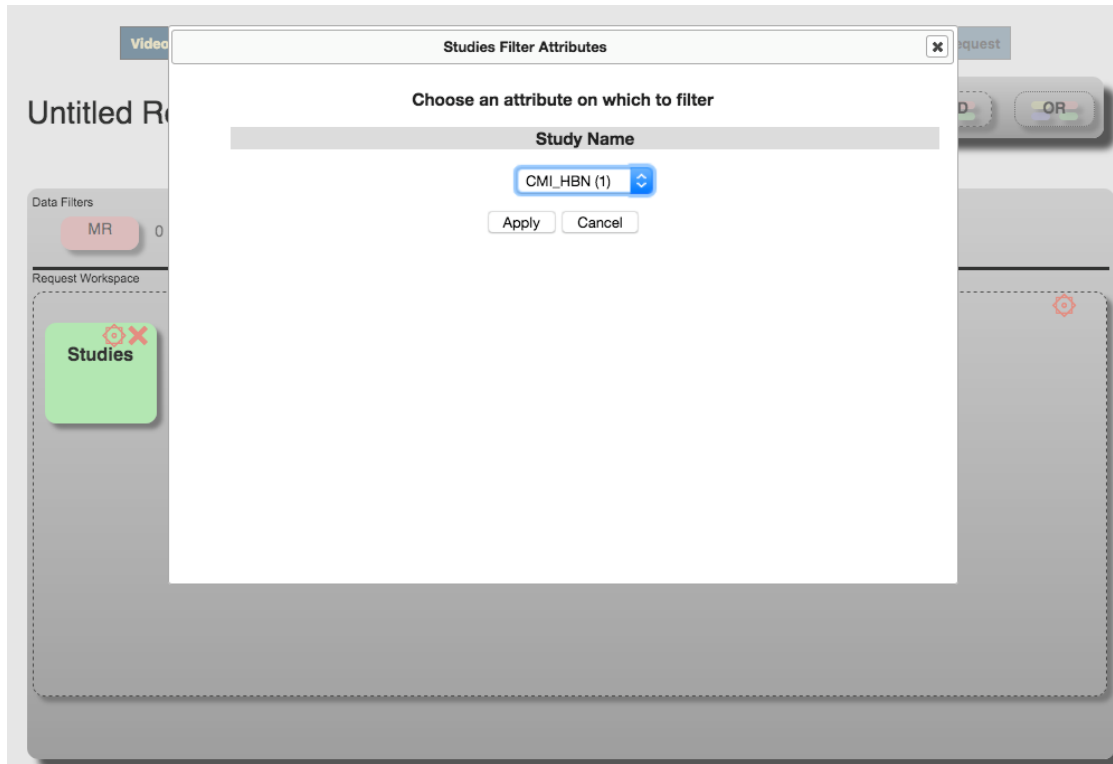 Video
Studies Filter Attributes
equest
Untitled Re
Choose an attribute on which to filter
D
OR
Study Name
CMI_HBN (1)
Apply
Cancel
Data Filters
MR
0
Request Workspace
Studies